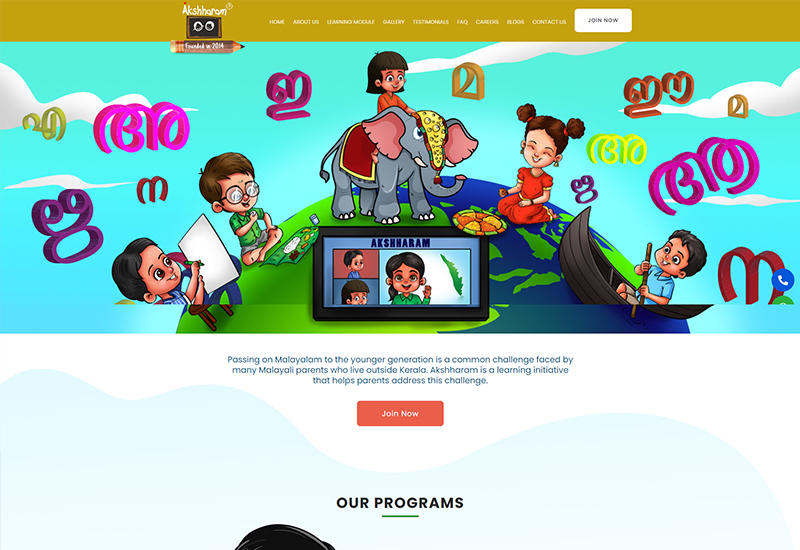 Akshharam
Founded in 2014
HOME ABOUT US LEARNING MODULE GALLERY TESTIMONIALS FAQ CAREERS BLOGS CONTACT US JOIN NOW
ഇ
മ
ഈ
എ
അ
മ
അ
ആ
ജ
ന
ജ
ന
AKSHHARAM
Passing on Malayalam to the younger generation is a common challenge faced by
many Malayali parents who live outside Kerala. Akshharam is a learning initiative
that helps parents address this challenge.
Join Now
OUR PROGRAMS